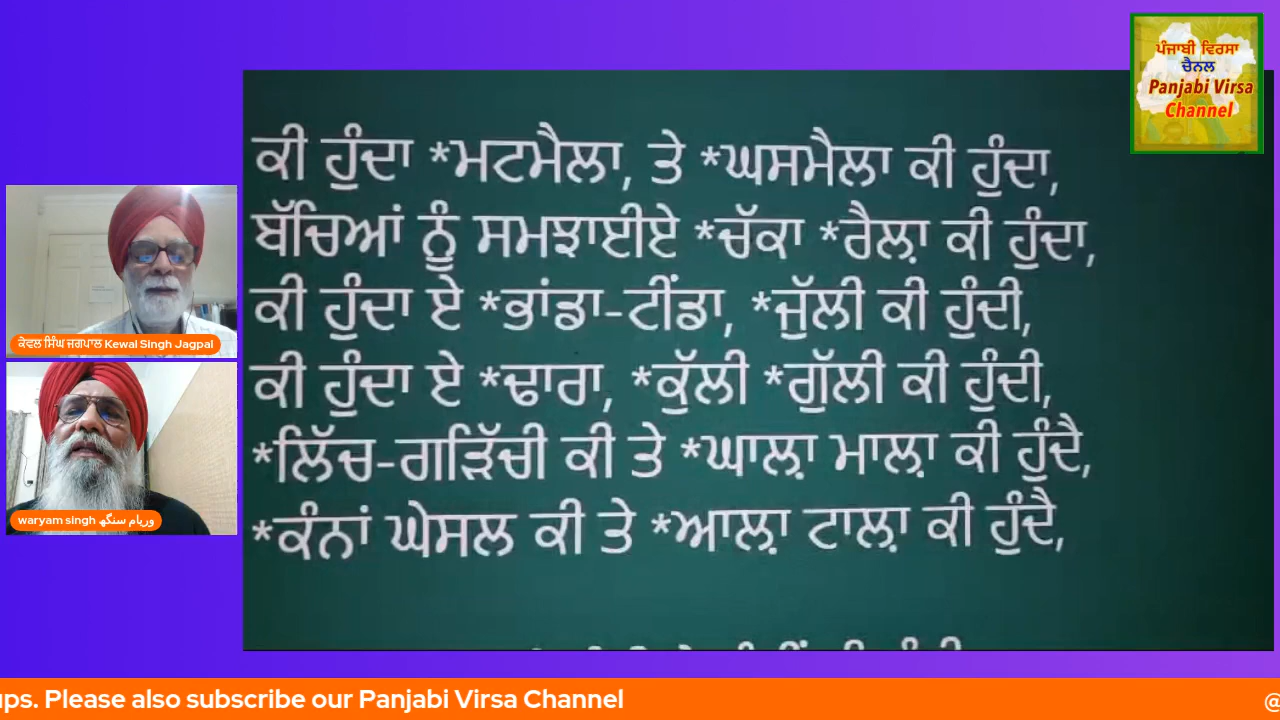 ਪੰਜਾਬੀ ਵਿਰਸਾ
ਚੈਨਲ
Panjabi Virsa
Channel
ਕੀ ਹੁੰਦਾ *ਮਟਮੈਲਾ, ਤੇ *ਘਸਮੈਲਾ ਕੀ ਹੁੰਦਾ,
ਬੱਚਿਆਂ ਨੂੰ ਸਮਝਾਈਏ *ਚੱਕਾ *ਰੈਲਾ਼ ਕੀ ਹੁੰਦਾ,
ਕੀ ਹੁੰਦਾ ਏ *ਭਾਂਡਾ-ਟੀਂਡਾ, *ਜੁੱਲੀ ਕੀ ਹੁੰਦੀ,
ਕੀ ਹੁੰਦਾ ਏ *ਢਾਰਾ, *ਕੁੱਲੀ *ਗੁੱਲੀ ਕੀ ਹੁੰਦੀ,
*ਲਿੱਚ-ਗੜਿੱਚੀ ਕੀ ਤੇ *ਘਾਲਾ਼ ਮਾਲਾ਼ ਕੀ ਹੁੰਦੈ,
*ਕੰਨਾਂ ਘੇਸਲ ਕੀ ਤੇ *ਆਲਾ਼ ਟਾਲਾ਼ ਕੀ ਹੁੰਦੈ,
ਕੇਵਲ ਸਿੰਘ ਜਗਪਾਲ Kewal Singh Jagpal
waryam singh وریام سنگھ
ups. Please also subscribe our Panjabi Virsa Channel @